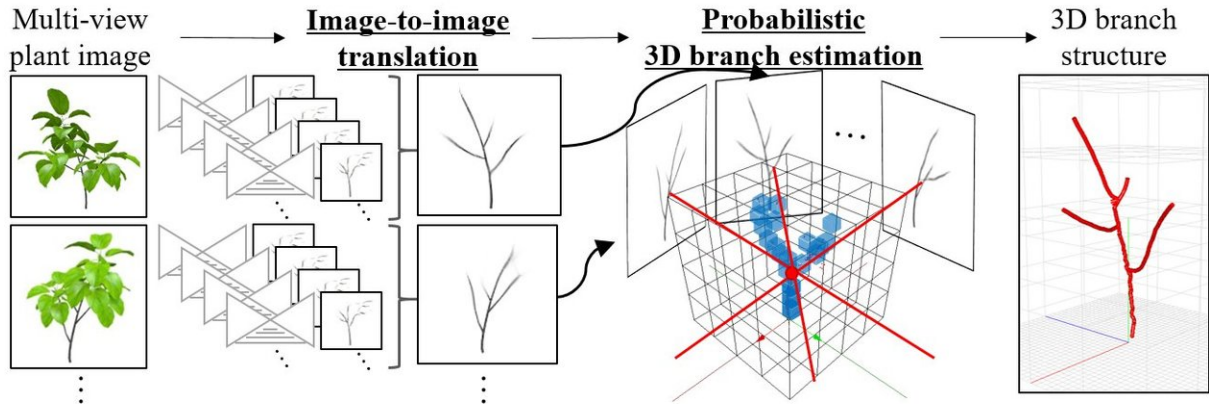 Multi-view
plant image
Image-to-image
translation
Probabilistic
3D branch estimation
3D branch
structure